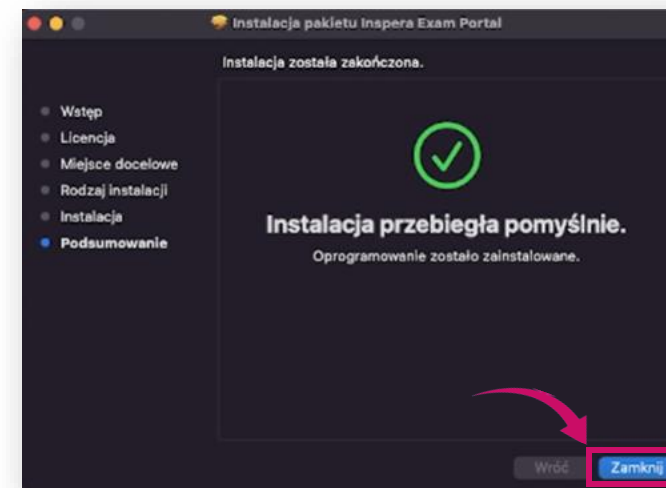 Instalacja pakietu Inspera Exam Portal
Instalacja została zakończona.
Wstęp
Licencja
Miejsce docelowe
Rodzaj instalacji
Instalacja
Podsumowanie
Instalacja przebiegła pomyślnie.
Oprogramowanie zostało zainstalowane.
Wróć
Zamknij